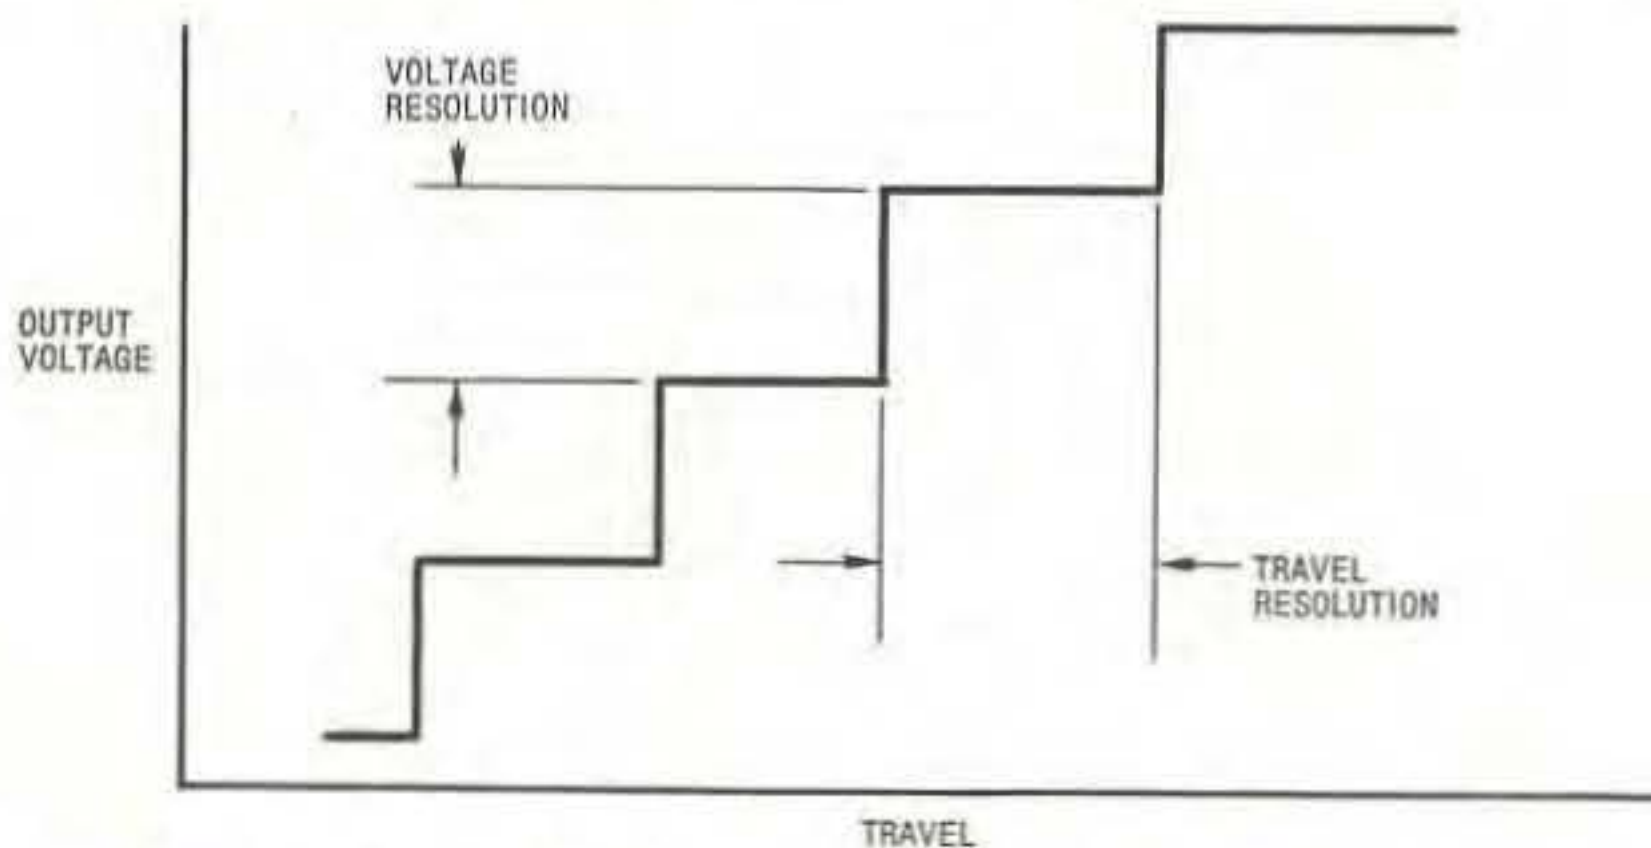 VOLTAGE
RESOLUTION
OUTPUT
VOLTAGE
TRAVEL
RESOLUTION
TRAVEL